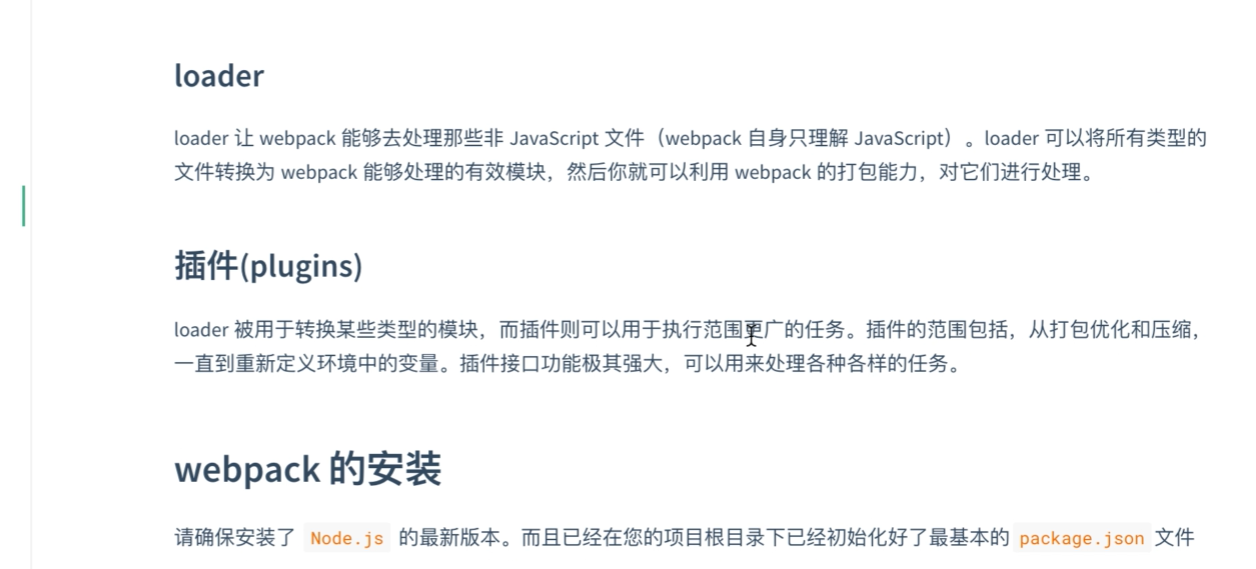 loader
loader 让 webpack 能够去处理那些非 JavaScript 文件（webpack 自身只理解 JavaScript）。loader 可以将所有类型的
文件转换为 webpack 能够处理的有效模块，然后你就可以利用 webpack 的打包能力，对它们进行处理。
插件(plugins)
loader 被用于转换某些类型的模块，而插件则可以用于执行范围更广的任务。插件的范围包括，从打包优化和压缩，
一直到重新定义环境中的变量。插件接口功能极其强大，可以用来处理各种各样的任务。
webpack 的安装
请确保安装了 Node.js 的最新版本。而且已经在您的项目根目录下已经初始化好了最基本的 package.json 文件